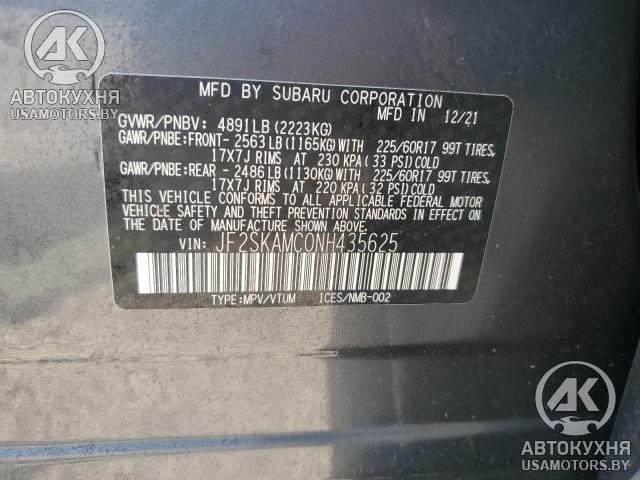 АК
АВТОКУХНЯ
USAMOTORS.BY
MFD BY SUBARU CORPORATION
GVWR/PNBV: 4891LB (2223KG) MFD IN 12/21
GAWR/PNBE:FRONT- 2563LB (1165KG) WITH 225/60R17 99T TIRES,
17X7J RIMS AT 230 KPA (33 PSI) COLD
GAWR/PNBE:REAR - 2486LB (1130KG) WITH 225/60R17 99T TIRES,
17X7J RIMS AT 220 KPA (32 PSI) COLD
THIS VEHICLE CONFORMS TO ALL APPLICABLE FEDERAL MOTOR
VEHICLE SAFETY AND THEFT PREVENTION STANDARDS IN EFFECT ON
THE DATE OF MANUFACTURE SHOWN ABOVE.
VIN: JF2SKAMC0NH435625
TYPE:MPV/VTUM ICES/NMB-002
АК
АВТОКУХНЯ
USAMOTORS.BY